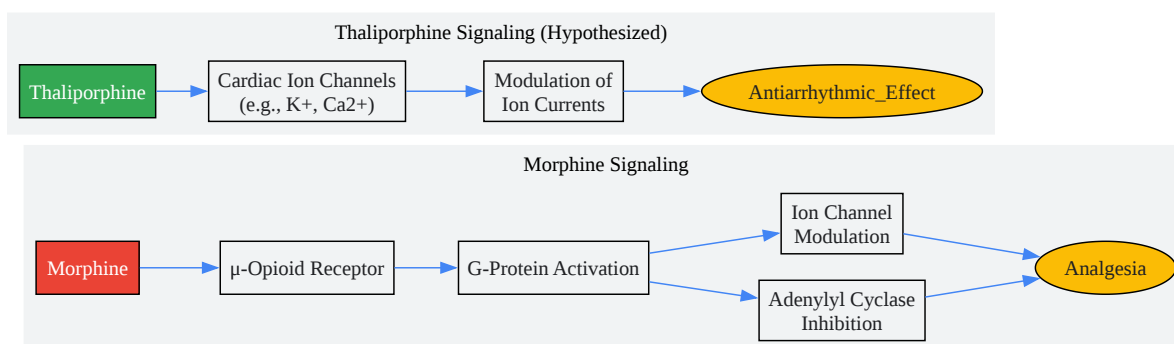 Thaliporphine Signaling (Hypothesized)
Thaliporphine
Cardiac Ion Channels
(e.g., K+, Ca2+)
Modulation of
Ion Currents
Antiarrhythmic_Effect
Morphine Signaling
Morphine
μ-Opioid Receptor
G-Protein Activation
Ion Channel
Modulation
Adenylyl Cyclase
Inhibition
Analgesia